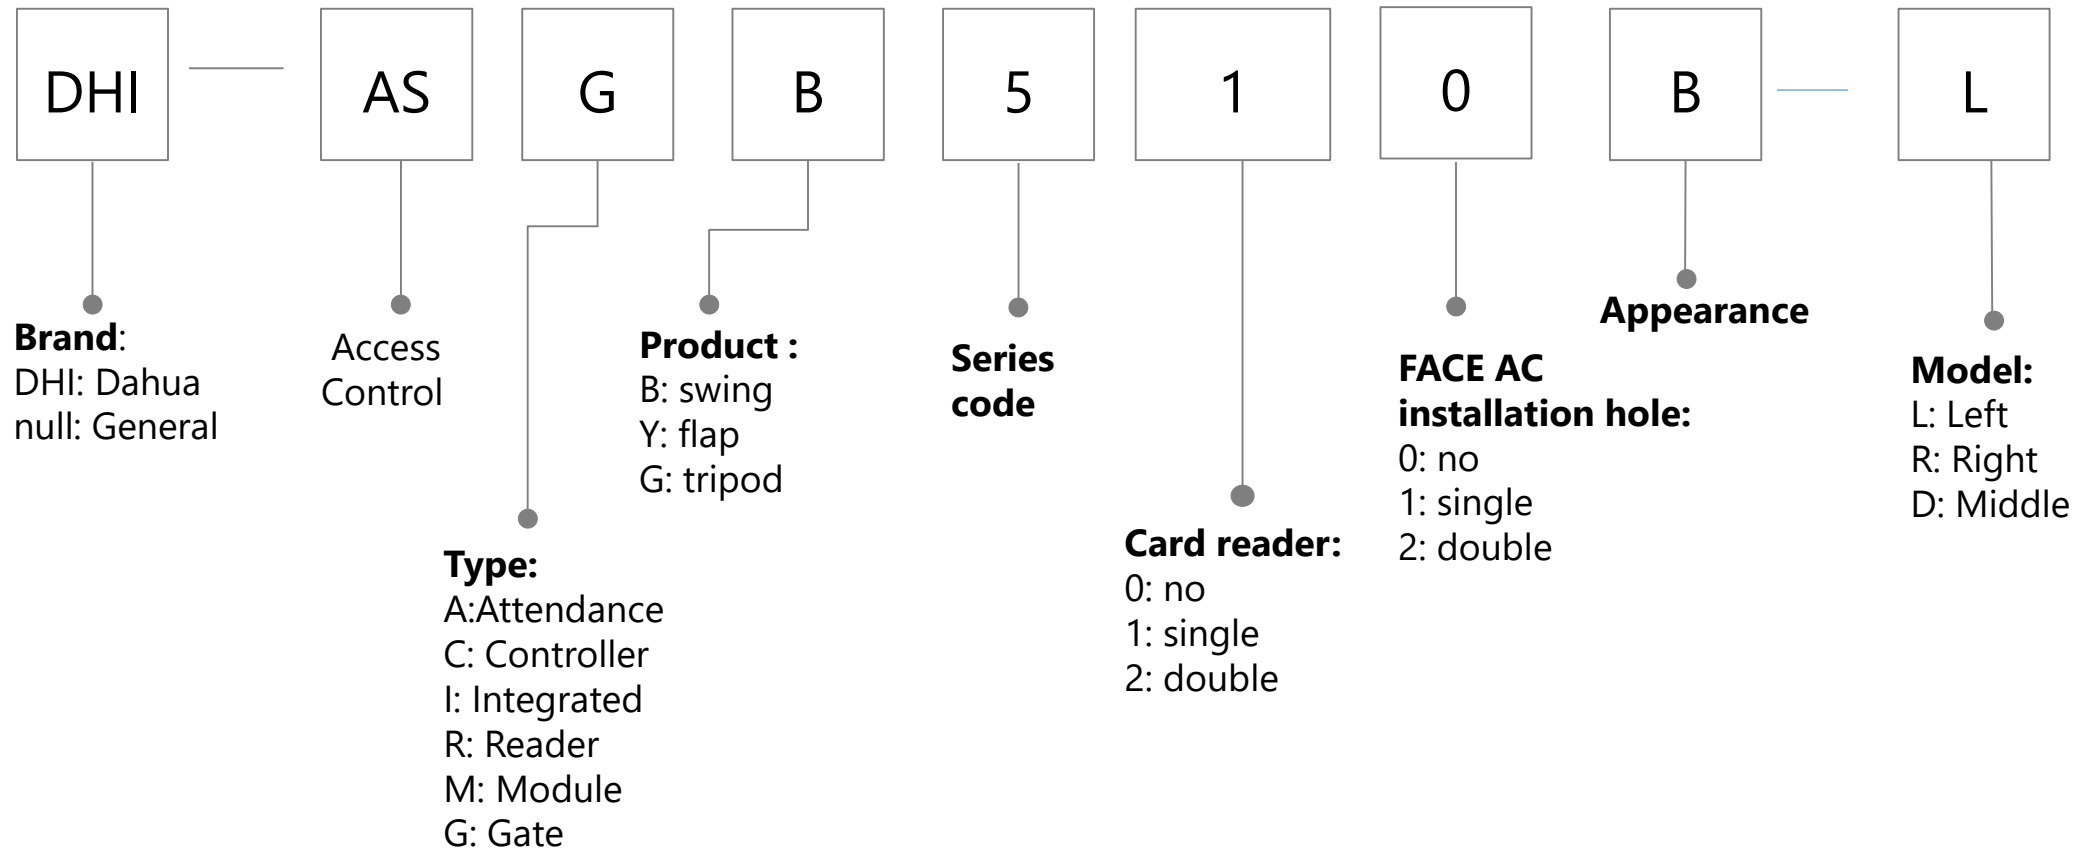 DHI
AS
G
B
5
1
0
B
L
Brand:
DHI: Dahua
null: General
Access
Control
Type:
A:Attendance
C: Controller
I: Integrated
R: Reader
M: Module
G: Gate
Product :
B: swing
Y: flap
G: tripod
Series
code
Card reader:
0: no
1: single
2: double
FACE AC
installation hole:
0: no
1: single
2: double
Appearance
Model:
L: Left
R: Right
D: Middle